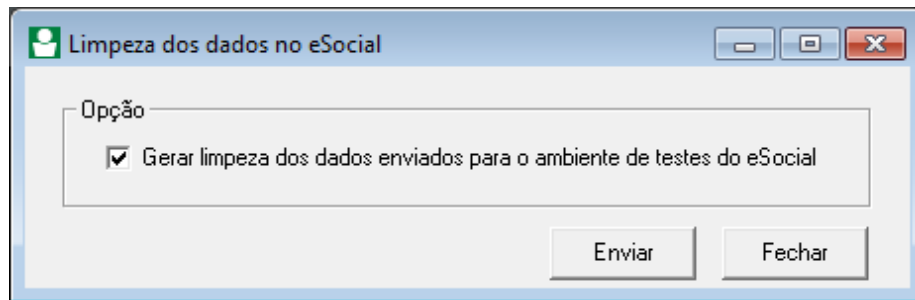 Limpeza dos dados no eSocial
Opção
Gerar limpeza dos dados enviados para o ambiente de testes do eSocial
Enviar Fechar